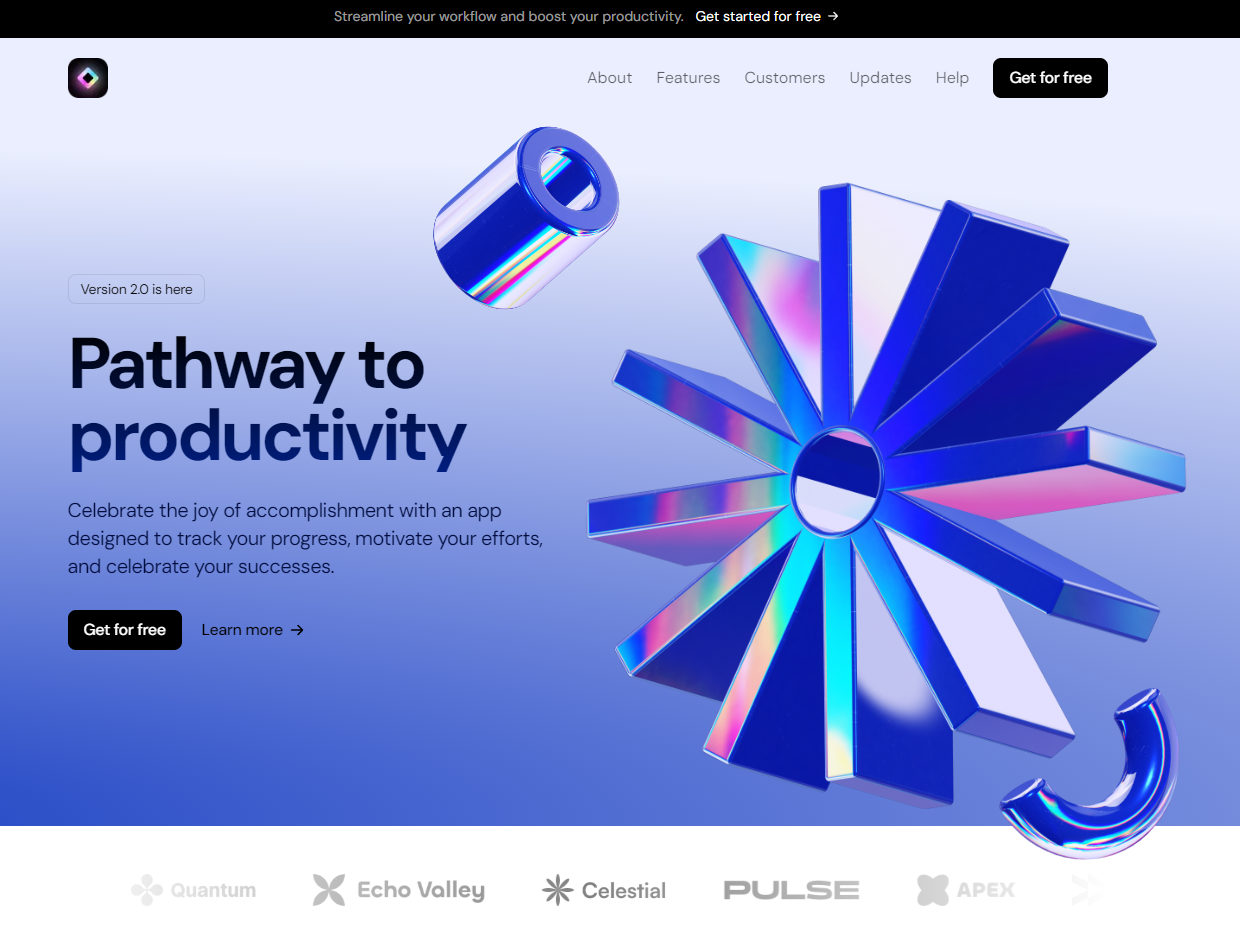 Streamline your workflow and boost your productivity. Get started for free →
About Features Customers Updates Help Get for free
Version 2.0 is here
Pathway to
productivity
Celebrate the joy of accomplishment with an app
designed to track your progress, motivate your efforts,
and celebrate your successes.
Get for free Learn more →
Quantum Echo Valley Celestial PULSE APEX